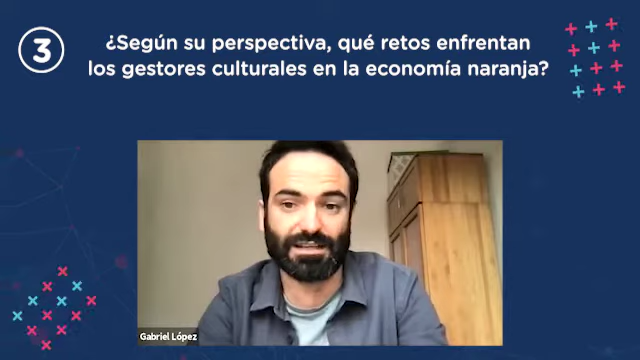 3
¿Según su perspectiva, qué retos enfrentan
los gestores culturales en la economía naranja?
Gabriel López